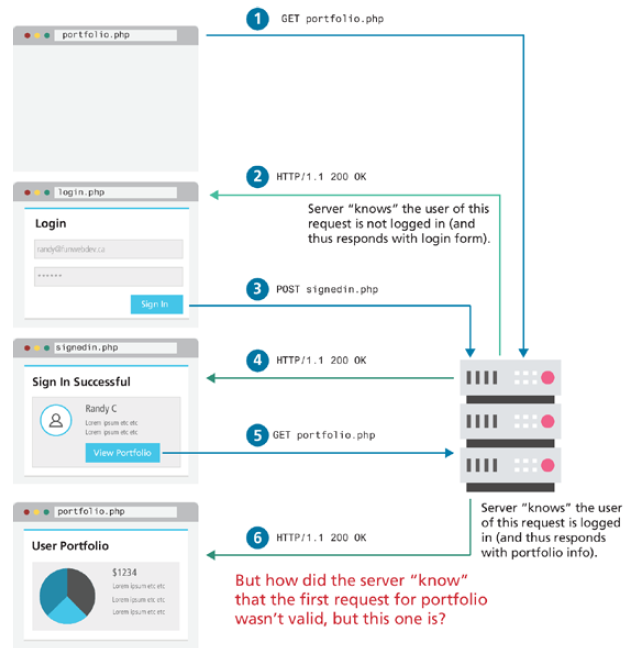 1 GET portfolio.php
portfolio.php
2 HTTP/1.1 200 OK
login.php
Server “knows” the user of this
request is not logged in (and
thus responds with login form).
Login
randy@funwebdev.ca
••••••
3 POST signedin.php
Sign In
signedin.php
4 HTTP/1.1 200 OK
Sign In Successful
Randy C
Lorem ipsum etc etc
Lorem ipsum etc etc
5 GET portfolio.php
View Portfolio
portfolio.php
Server “knows” the user
of this request is logged
in (and thus responds
with portfolio info).
6 HTTP/1.1 200 OK
User Portfolio
$1234
Lorem ipsum etc etc
Lorem ipsum etc etc
Lorem ipsum etc etc
But how did the server “know”
that the first request for portfolio
wasn’t valid, but this one is?